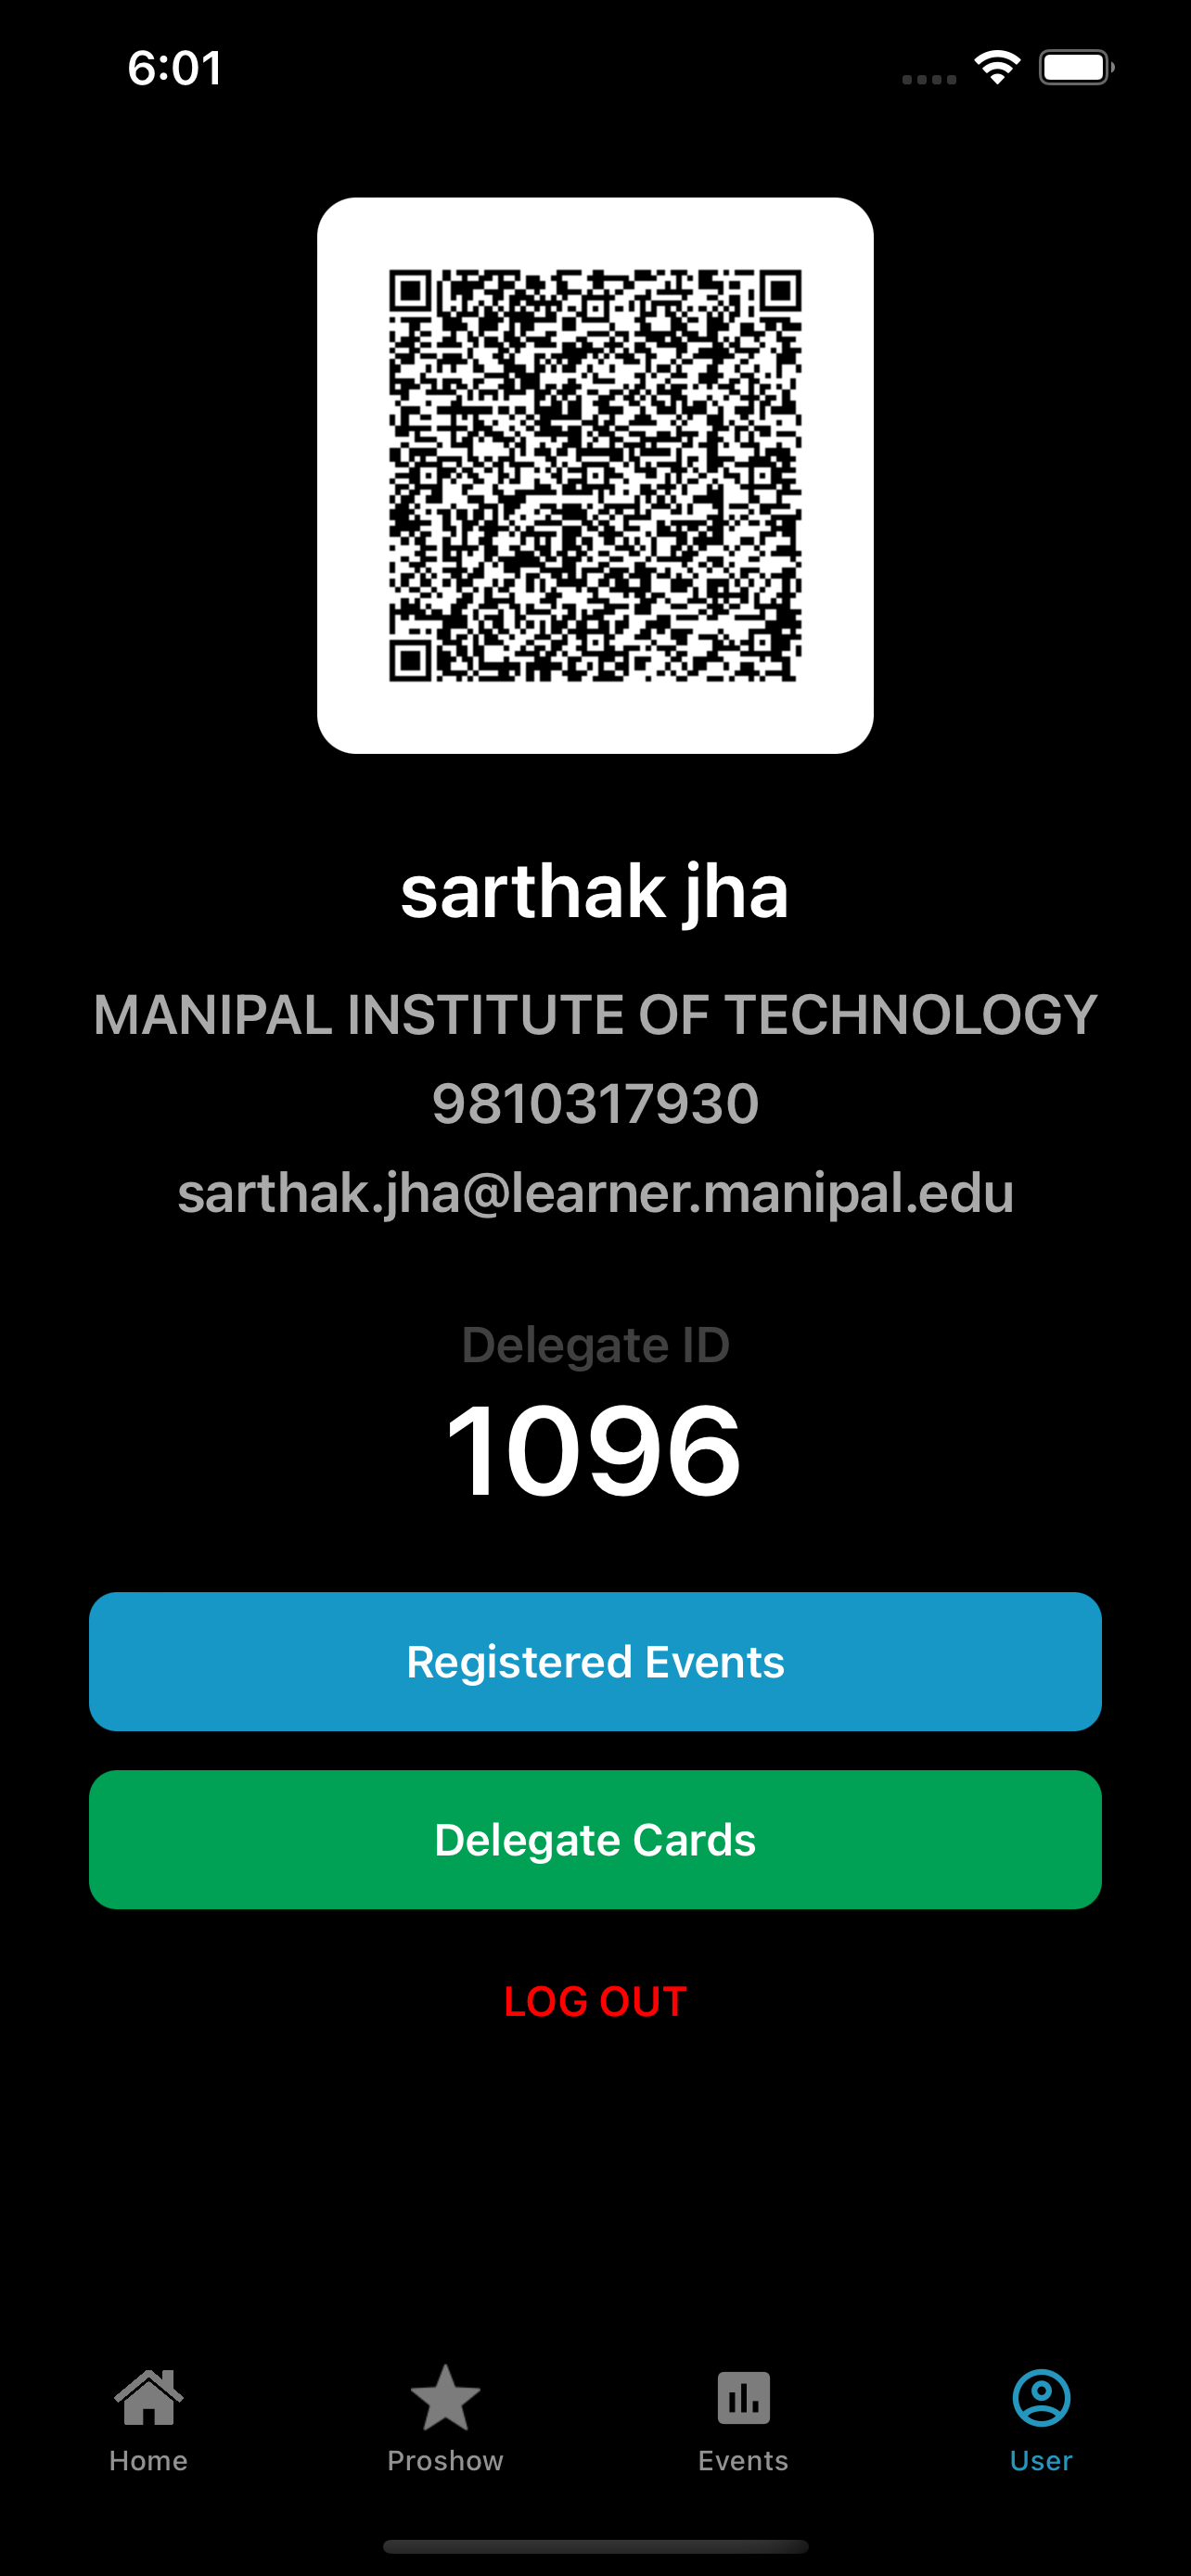 6:01
sarthak jha
MANIPAL INSTITUTE OF TECHNOLOGY
9810317930
sarthak.jha@learner.manipal.edu
Delegate ID
1096
Registered Events
Delegate Cards
LOG OUT
Home Proshow Events User